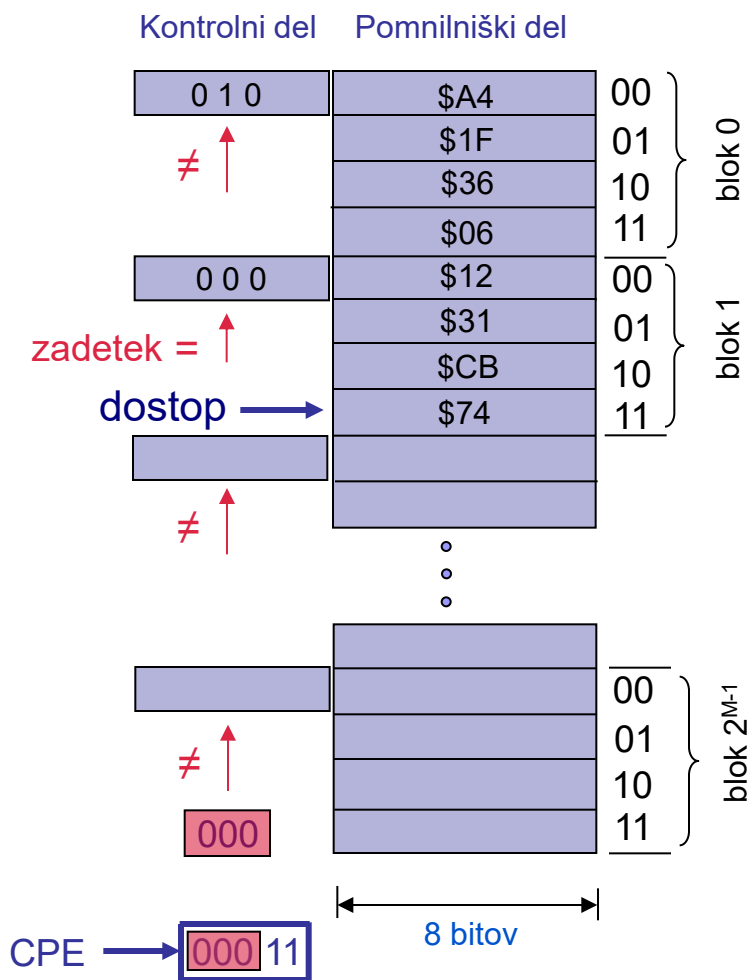 Kontrolni del Pomnilniški del
0 1 0 $A4 00
$1F 01
≠ $36 10
$06 11
blok 0
0 0 0 $12 00
$31 01
zadetek = $CB 10
dostop $74 11
blok 1
≠
00
01
≠ 10
000 11
blok 2^M-1
8 bitov
CPE 000 11